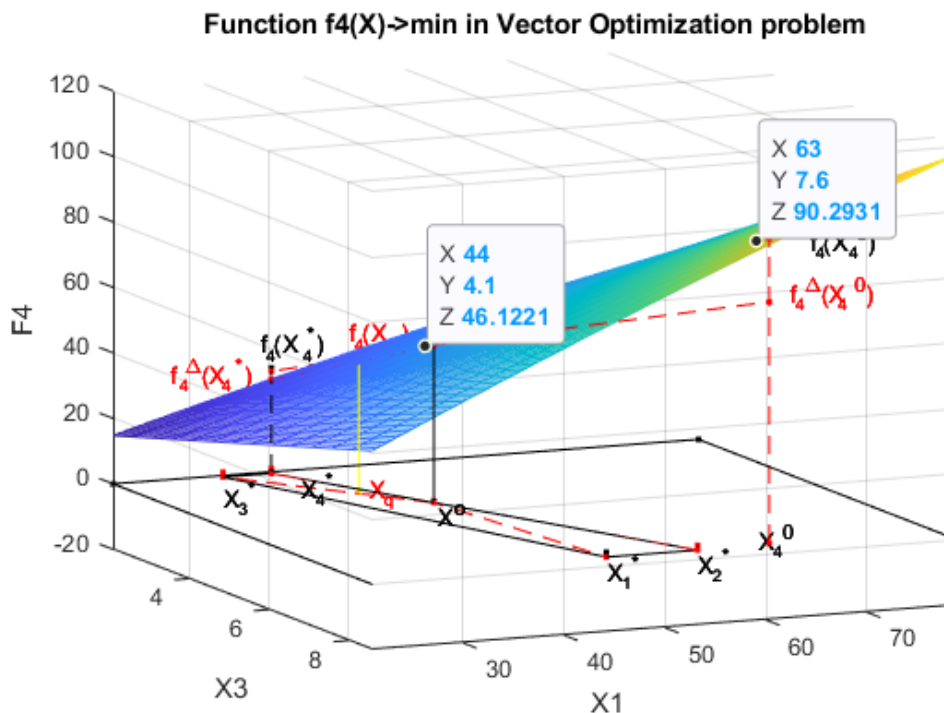 Function f4(X)->min in Vector Optimization problem
120
100
80
60
40
20
0
-20
F4
X 63
Y 7.6
Z 90.2931
X 44
Y 4.1
Z 46.1221
f₄Δ(X₄⁰)
f₄(X₄*)
f₄Δ(X₄*)
X₃*
X₄*
Xq
X⁰
X₁*
X₂*
X₄⁰
4
6
8
X3
30
40
50
60
70
X1